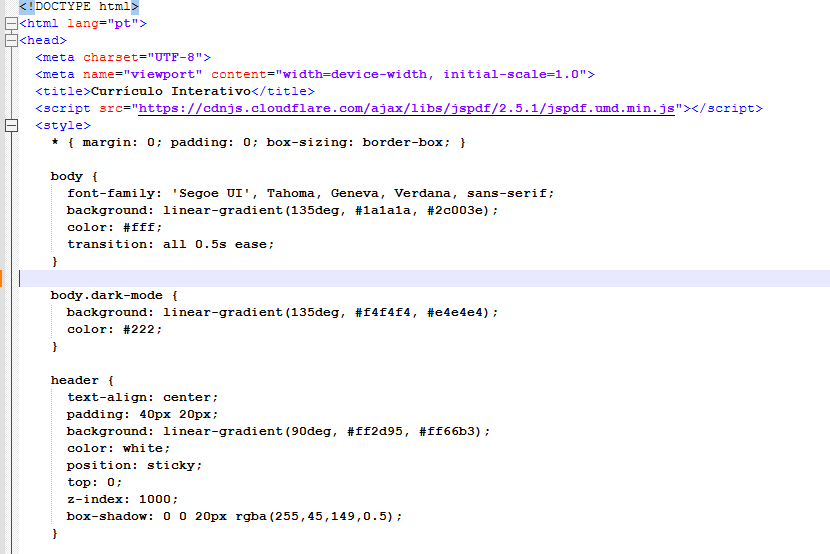 <!DOCTYPE html>
<html lang="pt">
<head>
<meta charset="UTF-8">
<meta name="viewport" content="width=device-width, initial-scale=1.0">
<title>Currículo Interativo</title>
<script src="https://cdnjs.cloudflare.com/ajax/libs/jspdf/2.5.1/jspdf.umd.min.js"></script>
<style>
* { margin: 0; padding: 0; box-sizing: border-box; }
body {
font-family: 'Segoe UI', Tahoma, Geneva, Verdana, sans-serif;
background: linear-gradient(135deg, #1a1a1a, #2c003e);
color: #fff;
transition: all 0.5s ease;
}
body.dark-mode {
background: linear-gradient(135deg, #f4f4f4, #e4e4e4);
color: #222;
}
header {
text-align: center;
padding: 40px 20px;
background: linear-gradient(90deg, #ff2d95, #ff66b3);
color: white;
position: sticky;
top: 0;
z-index: 1000;
box-shadow: 0 0 20px rgba(255,45,149,0.5);
}